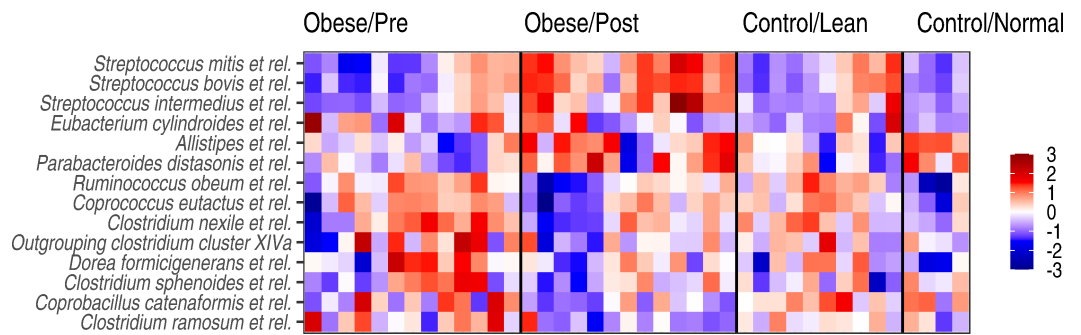 Obese/Pre Obese/Post Control/Lean Control/Normal
Streptococcus mitis et rel.
Streptococcus bovis et rel.
Streptococcus intermedius et rel.
Eubacterium cylindroides et rel.
Allistipes et rel.
Parabacteroides distasonis et rel.
Ruminococcus obeum et rel.
Coprococcus eutactus et rel.
Clostridium nexile et rel.
Outgrouping clostridium cluster XIVa
Dorea formicigenerans et rel.
Clostridium sphenoides et rel.
Coprobacillus catenaformis et rel.
Clostridium ramosum et rel.
3
2
1
0
-1
-2
-3